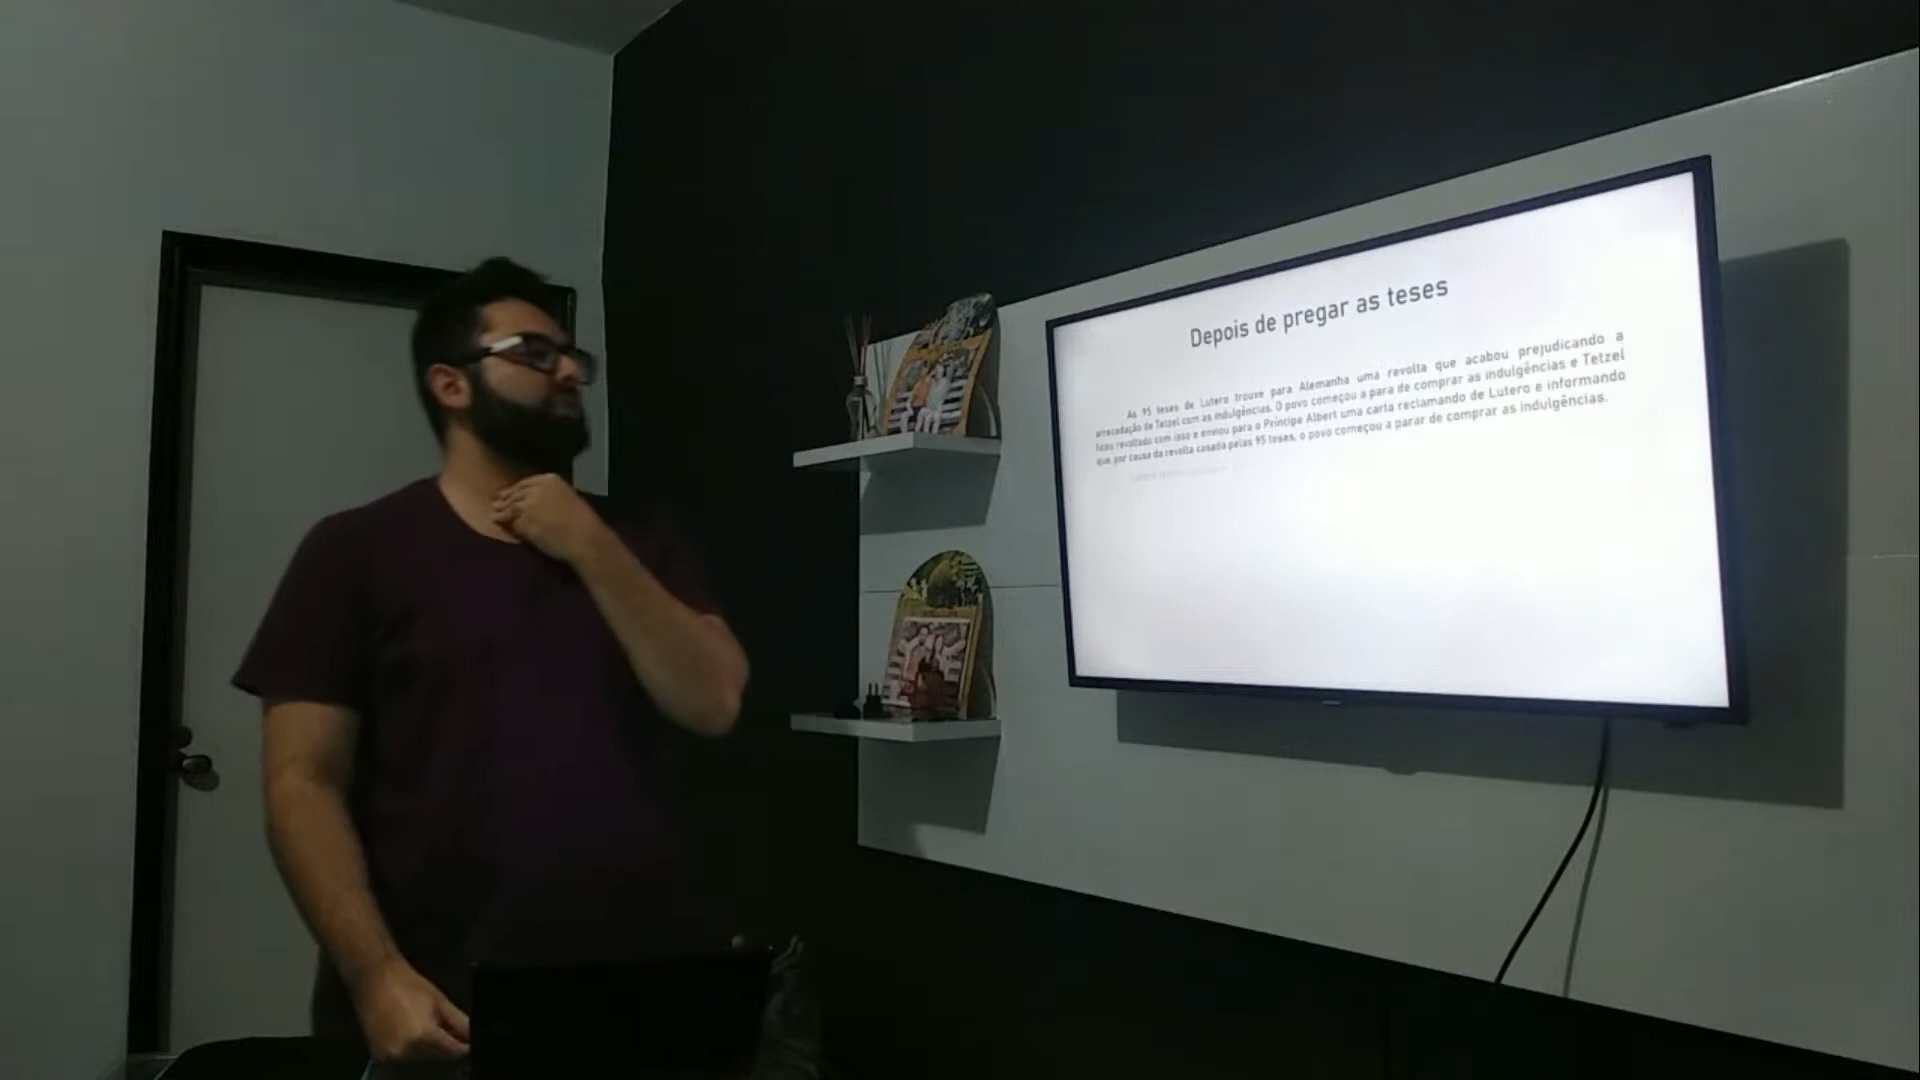 Depois de pregar as teses
As 95 teses de Lutero trouxe para Alemanha uma revolta que acabou prejudicando a
arrecadação de Tetzel com as indulgências. O povo começou a para de comprar as indulgências e Tetzel
ficou revoltado com isso e enviou para o Príncipe Albert uma carta reclamando de Lutero e informando
que, por causa da revolta casada pelas 95 teses, o povo começou a parar de comprar as indulgências.